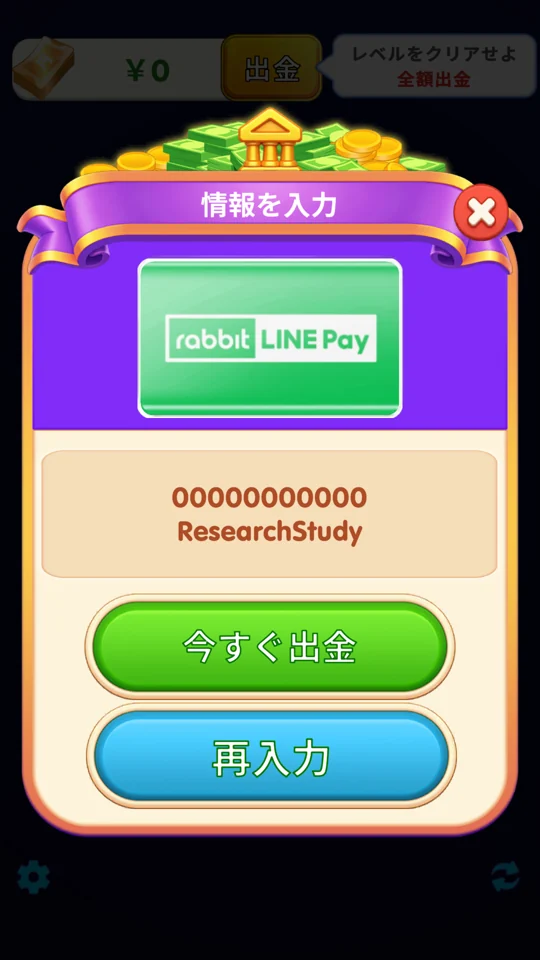 ¥0
出金
レベルをクリアせよ
全額出金
情報を入力
rabbit LINE Pay
00000000000
ResearchStudy
今すぐ出金
再入力